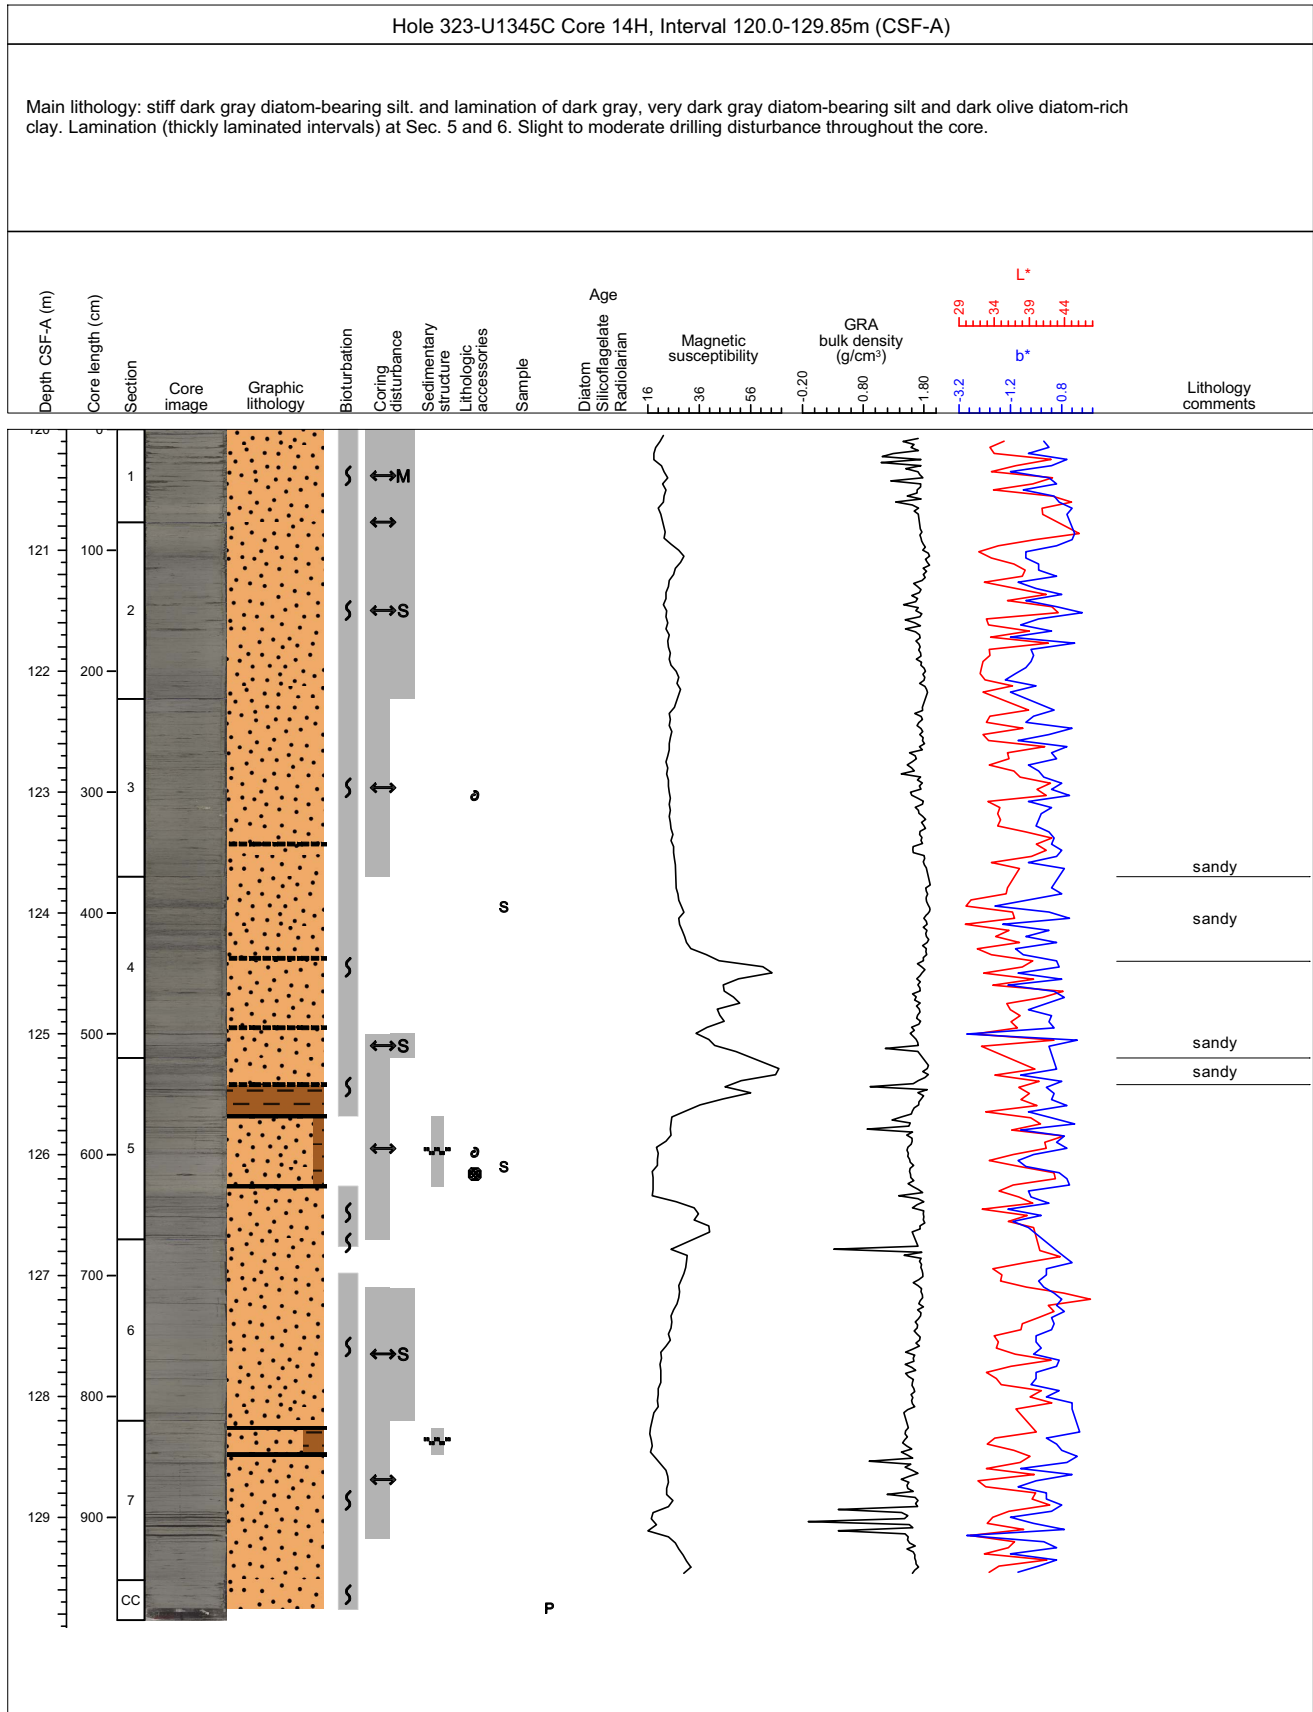 Hole 323-U1345C Core 14H, Interval 120.0-129.85m (CSF-A)
Main lithology: stiff dark gray diatom-bearing silt. and lamination of dark gray, very dark gray diatom-bearing silt and dark olive diatom-rich
clay. Lamination (thickly laminated intervals) at Sec. 5 and 6. Slight to moderate drilling disturbance throughout the core.
Depth CSF-A (m)
Core length (cm)
Section
Core
image
Graphic
lithology
Bioturbation
Coring
disturbance
Sedimentary
structure
Lithologic
accessories
Sample
Age
Diatom
Silicoflagelate
Radiolarian
Magnetic
susceptibility
16 36 56
GRA
bulk density
(g/cm³)
-0.20 0.80 1.80
L*
29 34 39 44
b*
-3.2 -1.2 0.8
Lithology
comments
120 0
1 M
121 100
2 S
122 200
123 300 3
sandy
124 400 S sandy
4
125 500 S sandy
sandy
126 600 5 S
127 700
6 S
128 800
7
129 900
CC P